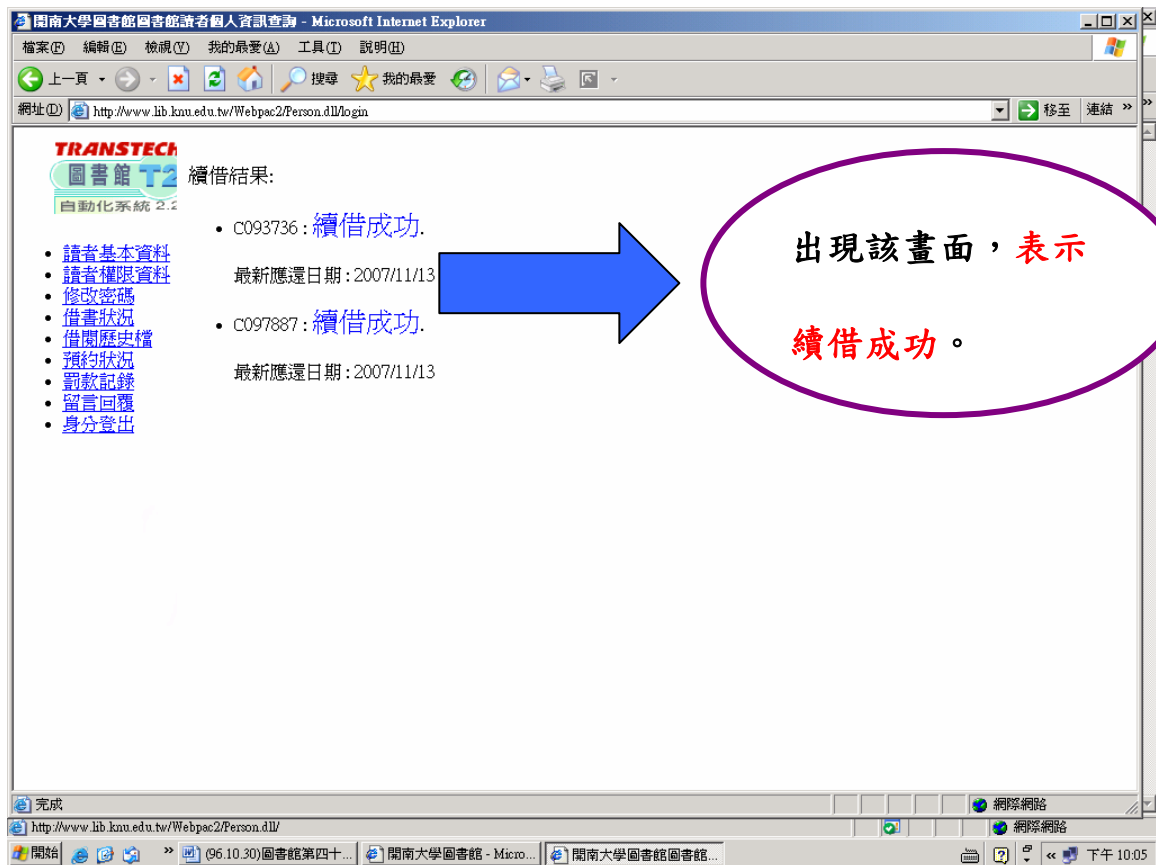 開南大學圖書館圖書館讀者個人資訊查詢 - Microsoft Internet Explorer
檔案(F) 編輯(E) 檢視(V) 我的最愛(A) 工具(T) 說明(H)
上一頁 搜尋 我的最愛
網址(D) http://www.lib.knu.edu.tw/Webpac2/Person.dll/login 移至 連結 »
TRANSTECH
圖書館 T2
自動化系統 2.2
讀者基本資料
讀者權限資料
修改密碼
借書狀況
借閱歷史檔
預約狀況
罰款記錄
留言回覆
身分登出
續借結果:
C093736 : 續借成功.
最新應還日期 : 2007/11/13
C097887 : 續借成功.
最新應還日期 : 2007/11/13
出現該畫面，表示
續借成功。
完成 網際網路
http://www.lib.knu.edu.tw/Webpac2/Person.dll/ 網際網路
開始 » (96.10.30)圖書館第四十... 開南大學圖書館 - Micro... 開南大學圖書館圖書館... « 下午 10:05